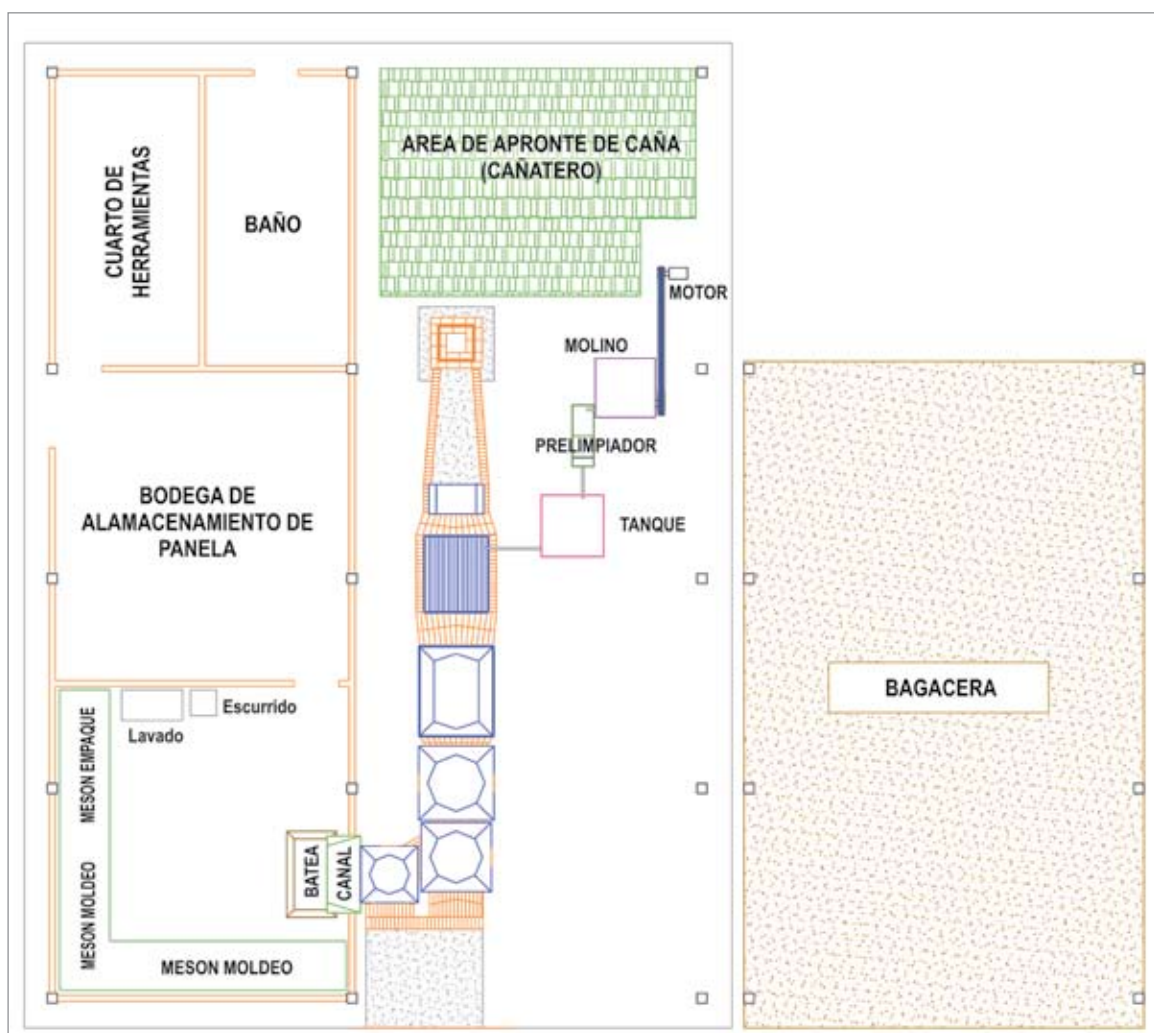 AREA DE APRONTE DE CAÑA
(CAÑATERO)
CUARTO DE
HERRAMIENTAS
BAÑO
MOTOR
MOLINO
PRELIMPIADOR
TANQUE
BODEGA DE
ALAMACENAMIENTO DE
PANELA
BAGACERA
Escurrido
Lavado
MESON EMPAQUE
MESON MOLDEO
BATEA
CANAL
MESON MOLDEO